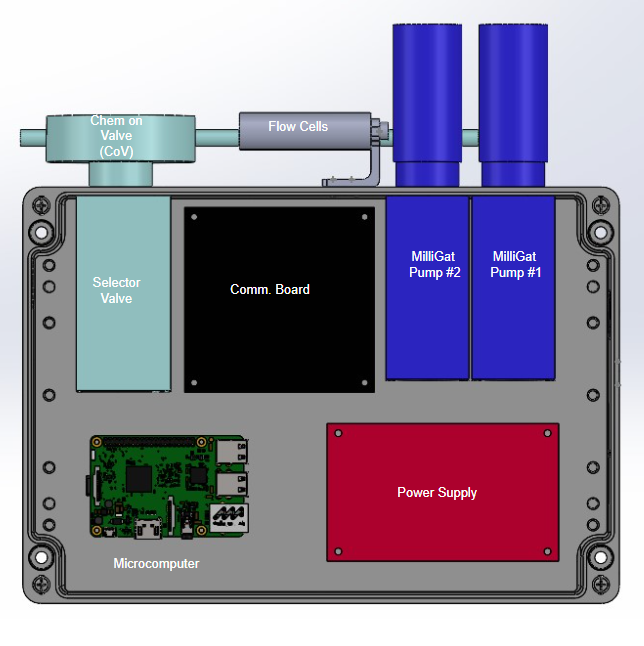 Chem on
Valve
(CoV)
Flow Cells
MilliGat
Pump #2
MilliGat
Pump #1
Selector
Valve
Comm. Board
Power Supply
Microcomputer